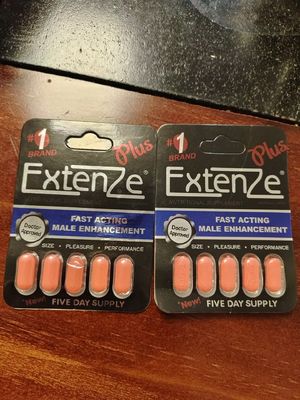 #1
BRAND
Plus
ExtenZe®
FAST ACTING
MALE ENHANCEMENT
Doctor
Approved
SIZE • PLEASURE • PERFORMANCE
*New!
FIVE DAY SUPPLY
#1
BRAND
Plus
ExtenZe®
NUTRITIONAL SUPPLEMENT
FAST ACTING
MALE ENHANCEMENT
Doctor
Approved
SIZE • PLEASURE • PERFORMANCE
*New!
FIVE DAY SUPPLY